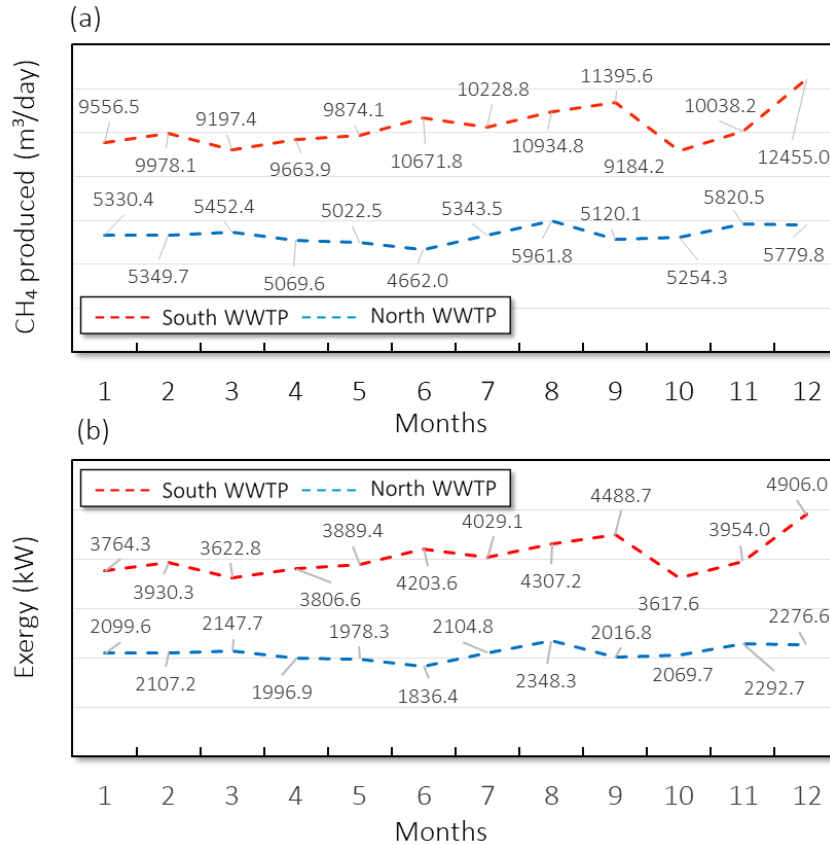 (a)
CH₄ produced (m³/day)
9556.5 9197.4 9874.1 10228.8 11395.6 10038.2
9978.1 9663.9 10671.8 10934.8 9184.2 12455.0
5330.4 5452.4 5022.5 5343.5 5120.1 5820.5
5349.7 5069.6 4662.0 5961.8 5254.3 5779.8
South WWTP North WWTP
1 2 3 4 5 6 7 8 9 10 11 12
Months
(b)
Exergy (kW)
South WWTP North WWTP
3764.3 3622.8 3889.4 4029.1 4488.7 3954.0 4906.0
3930.3 3806.6 4203.6 4307.2 3617.6
2099.6 2147.7 1978.3 2104.8 2016.8 2276.6
2107.2 1996.9 1836.4 2348.3 2069.7 2292.7
1 2 3 4 5 6 7 8 9 10 11 12
Months